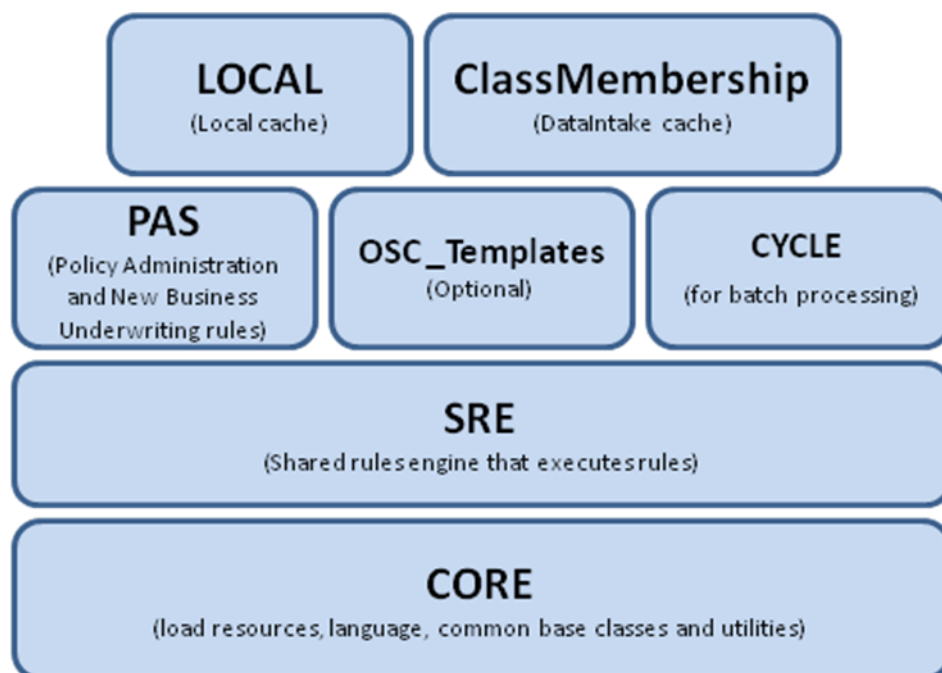 LOCAL
(Local cache)
ClassMembership
(DataIntake cache)
PAS
(Policy Administration
and New Business
Underwriting rules)
OSC_Templates
(Optional)
CYCLE
(for batch processing)
SRE
(Shared rules engine that executes rules)
CORE
(load resources, language, common base classes and utilities)